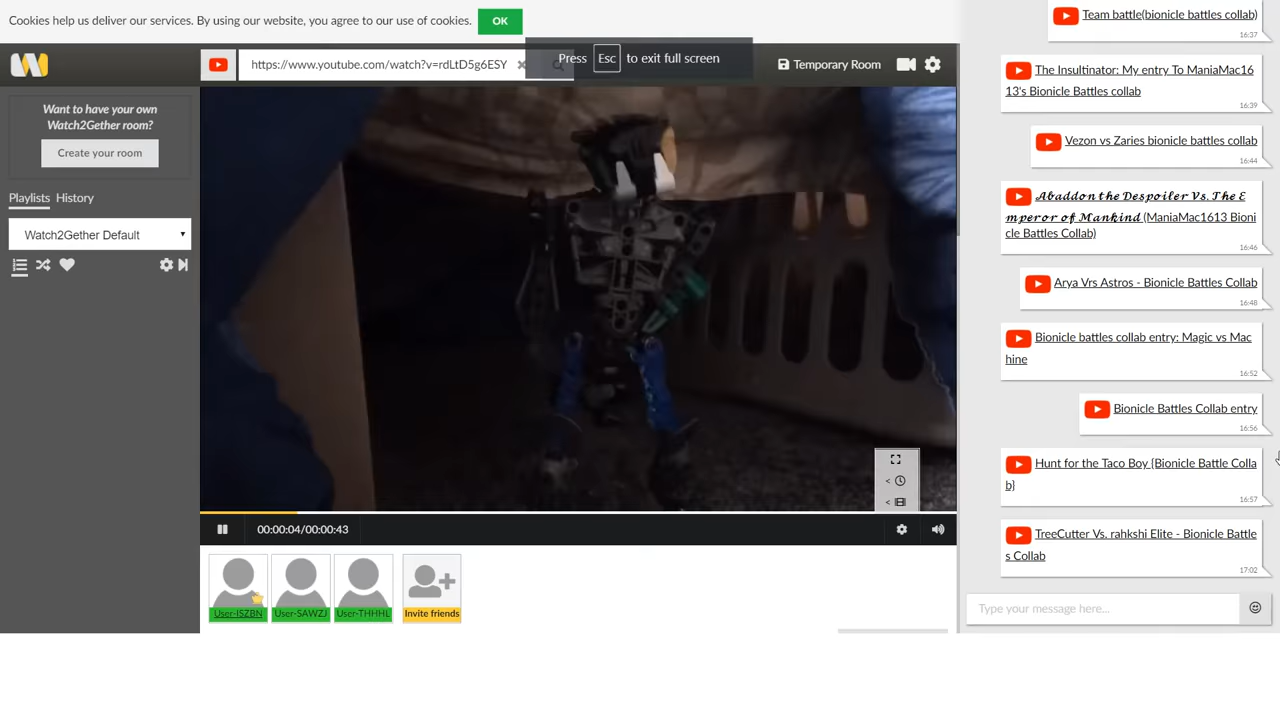 Cookies help us deliver our services. By using our website, you agree to our use of cookies.
OK
Press Esc to exit full screen
https://www.youtube.com/watch?v=rdLtD5g6ESY
Temporary Room
Want to have your own
Watch2Gether room?
Create your room
Playlists History
Watch2Gether Default
00:00:04/00:00:43
User-ISZBN
User-SAWZJ
User-THHHL
Invite friends
Team battle(bionicle battles collab)
16:37
The Insultinator: My entry To ManiaMac16
13's Bionicle Battles collab
16:39
Vezon vs Zaries bionicle battles collab
16:44
𝓐𝓫𝓪𝓭𝓭𝓸𝓷 𝓽𝓱𝓮 𝓓𝓮𝓼𝓹𝓸𝓲𝓵𝓮𝓻 𝓥𝓼. 𝓣𝓱𝓮 𝓔
𝓶𝓹𝓮𝓻𝓸𝓻 𝓸𝓯 𝓜𝓪𝓷𝓴𝓲𝓷𝓭 (ManiaMac1613 Bioni
cle Battles Collab)
16:46
Arya Vrs Astros - Bionicle Battles Collab
16:48
Bionicle battles collab entry: Magic vs Mac
hine
16:52
Bionicle Battles Collab entry
16:56
Hunt for the Taco Boy {Bionicle Battle Colla
b}
16:57
TreeCutter Vs. rahkshi Elite - Bionicle Battle
s Collab
17:02
Type your message here...